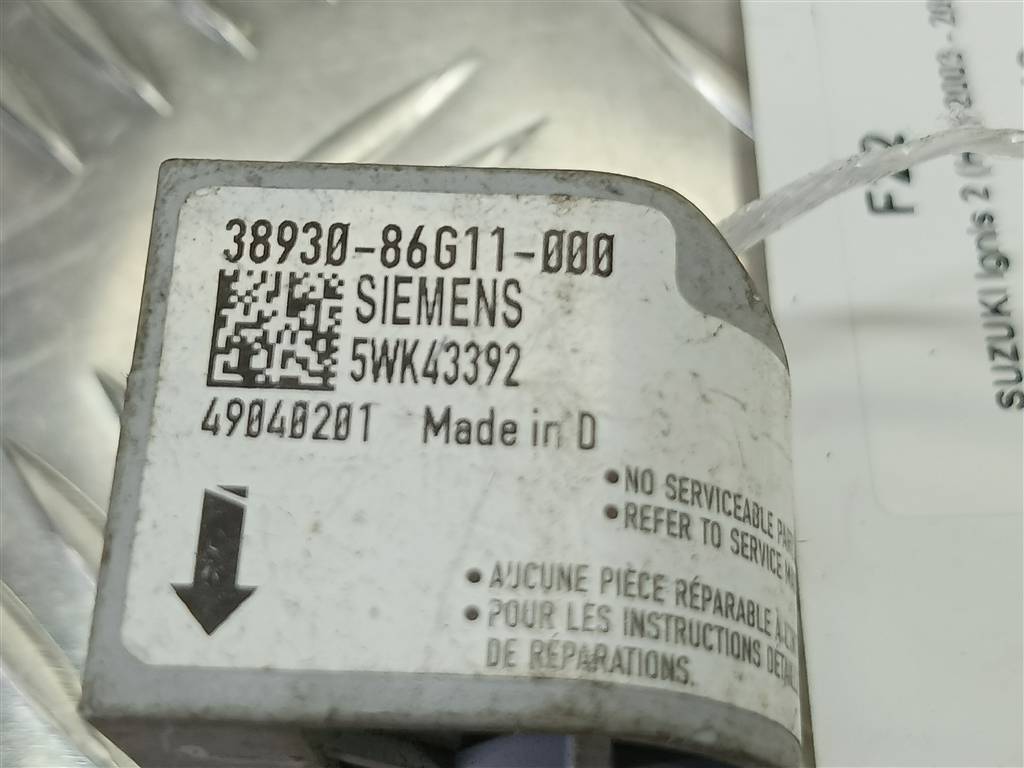 38930-86G11-000
SIEMENS
5WK43392
49040201 Made in D
•NO SERVICEABLE
•REFER TO SERVICE
•AUCUNE PIÈCE RÉPARABLE À
•POUR LES INSTRUCTIONS
DE RÉPARATIONS.
F22
SUZUKI Ignis 2 (
2003 -